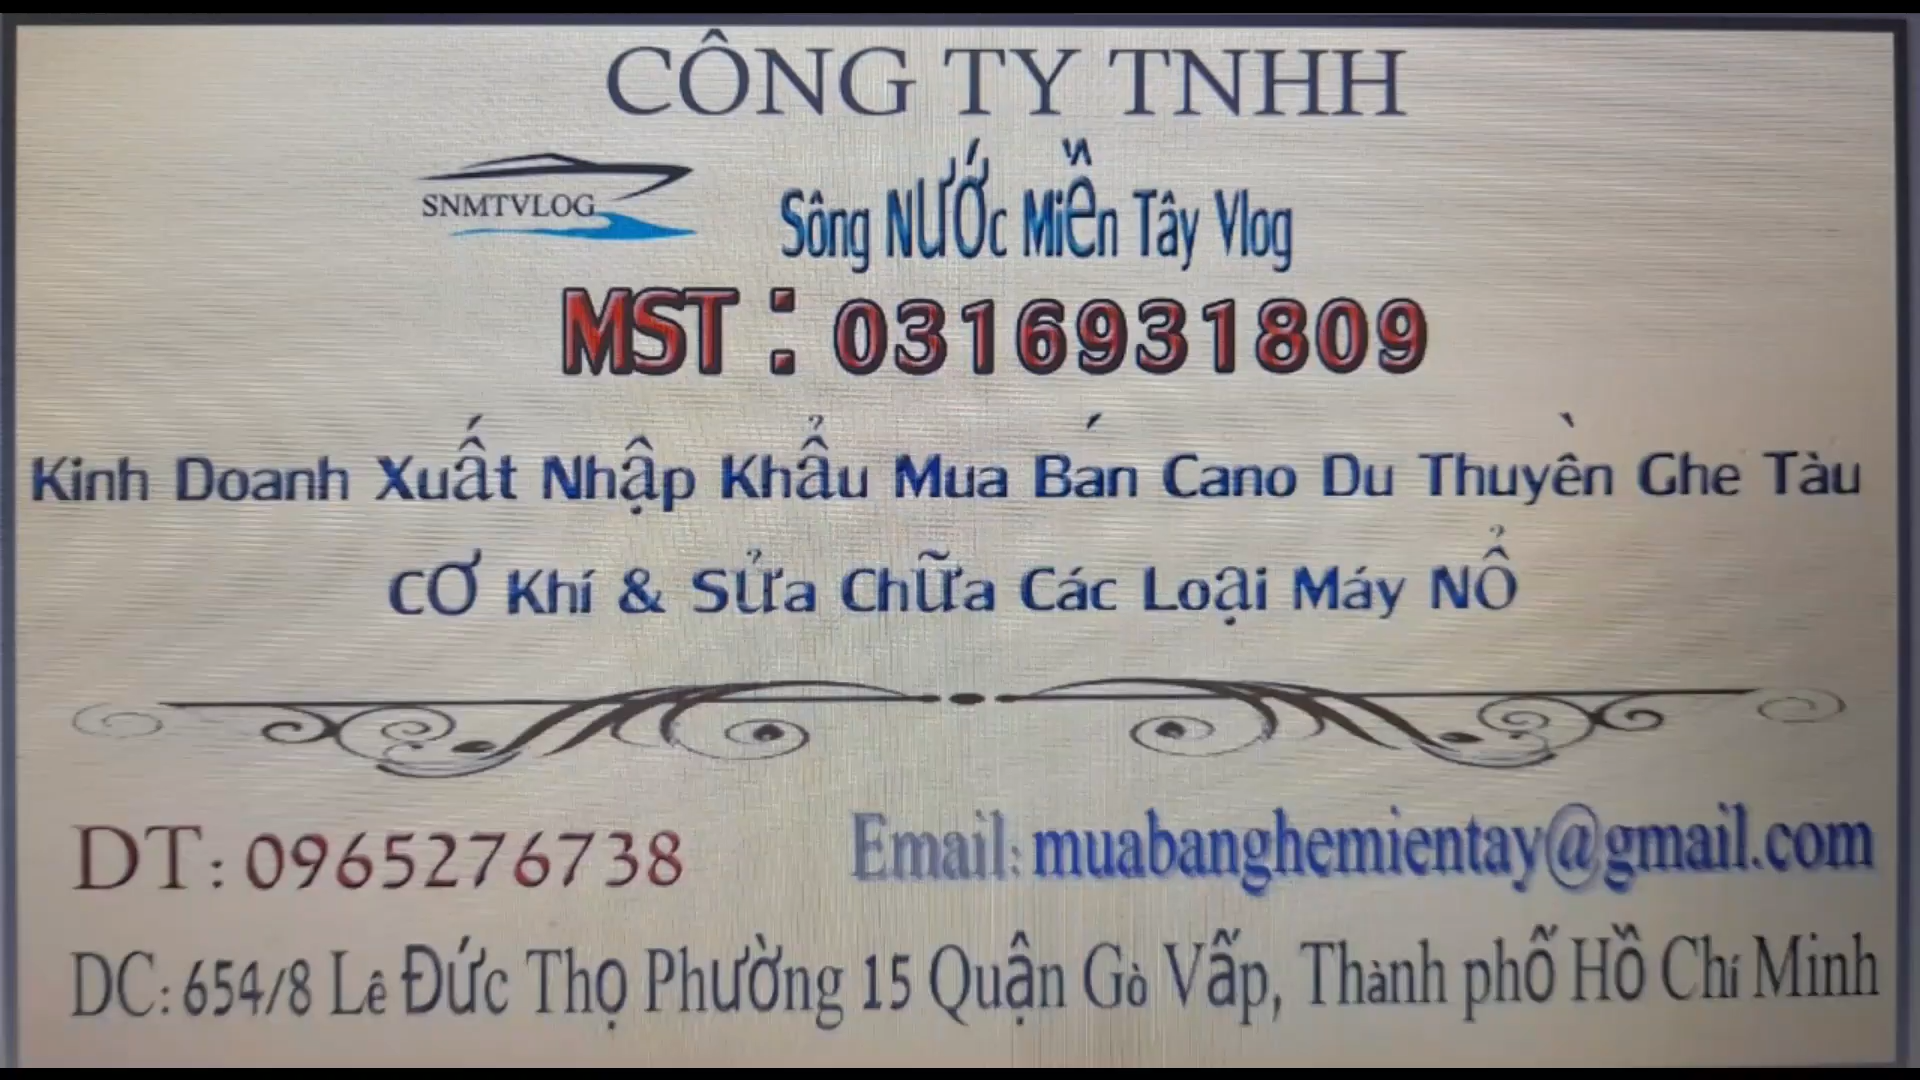 CÔNG TY TNHH
SNMTVLOG
Sông Nước Miền Tây Vlog
MST : 0316931809
Kinh Doanh Xuất Nhập Khẩu Mua Bán Cano Du Thuyền Ghe Tàu
CƠ Khí & Sửa Chữa Các Loại Máy NỔ
DT: 0965276738
Email: muabanghemientay@gmail.com
DC: 654/8 Lê Đức Thọ Phường 15 Quận Gò Vấp, Thành phố Hồ Chí Minh